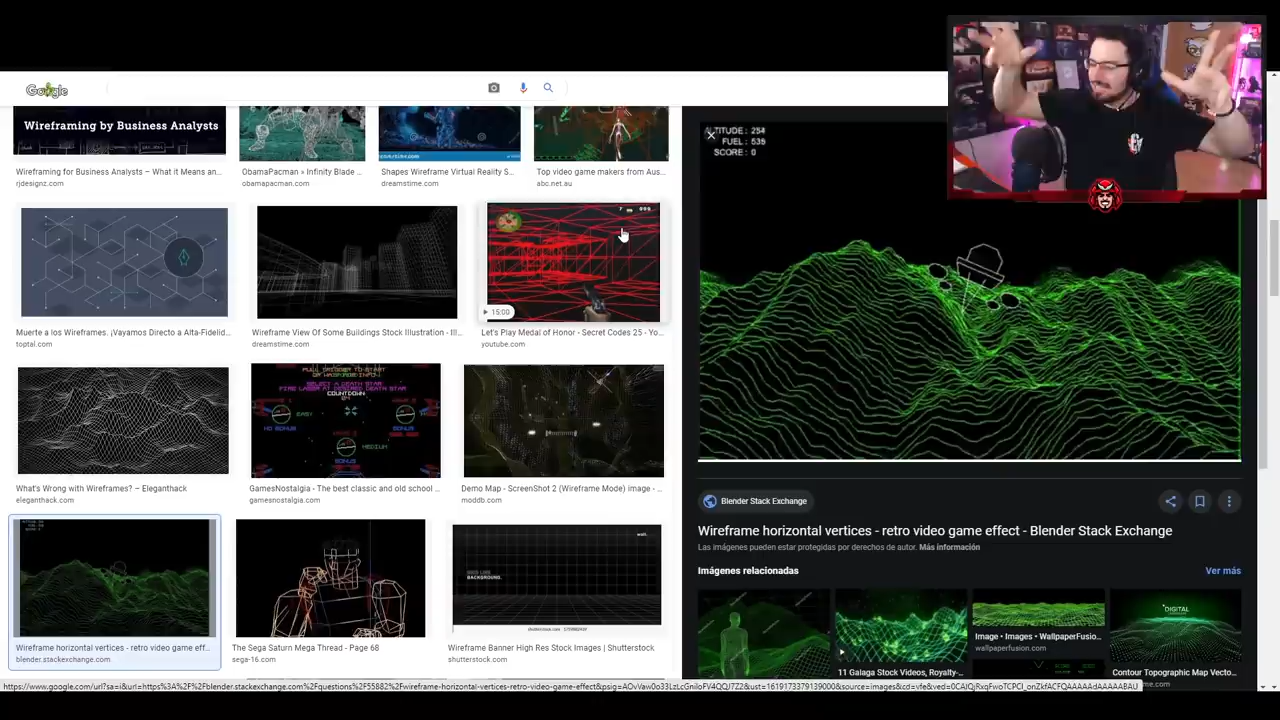 Google
Wireframing by Business Analysts
Wireframing for Business Analysts – What it Means an...
rjdesignz.com
ObamaPacman » Infinity Blade ...
obamapacman.com
Shapes Wireframe Virtual Reality S...
dreamstime.com
Top video game makers from Aus...
abc.net.au
Muerte a los Wireframes. ¡Vayamos Directo a Alta-Fidelid...
toptal.com
Wireframe View Of Some Buildings Stock Illustration - Ill...
dreamstime.com
15:00
Let's Play Medal of Honor - Secret Codes 25 - Yo...
youtube.com
SELECT A DEATH STAR
COUNTDOWN
EASY
MEDIUM
What's Wrong with Wireframes? – Eleganthack
eleganthack.com
GamesNostalgia - The best classic and old school ...
gamesnostalgia.com
Demo Map - ScreenShot 2 (Wireframe Mode) image - ...
moddb.com
BACKGROUND.
Wireframe horizontal vertices - retro video game eff...
blender.stackexchange.com
The Sega Saturn Mega Thread - Page 68
sega-16.com
Wireframe Banner High Res Stock Images | Shutterstock
shutterstock.com
ALTITUDE : 254
FUEL : 535
SCORE : 0
Blender Stack Exchange
Wireframe horizontal vertices - retro video game effect - Blender Stack Exchange
Las imágenes pueden estar protegidas por derechos de autor. Más información
Imágenes relacionadas
Ver más
11 Galaga Stock Videos, Royalty-...
Image • Images • WallpaperFusio...
wallpaperfusion.com
DIGITAL
Contour Topographic Map Vecto...